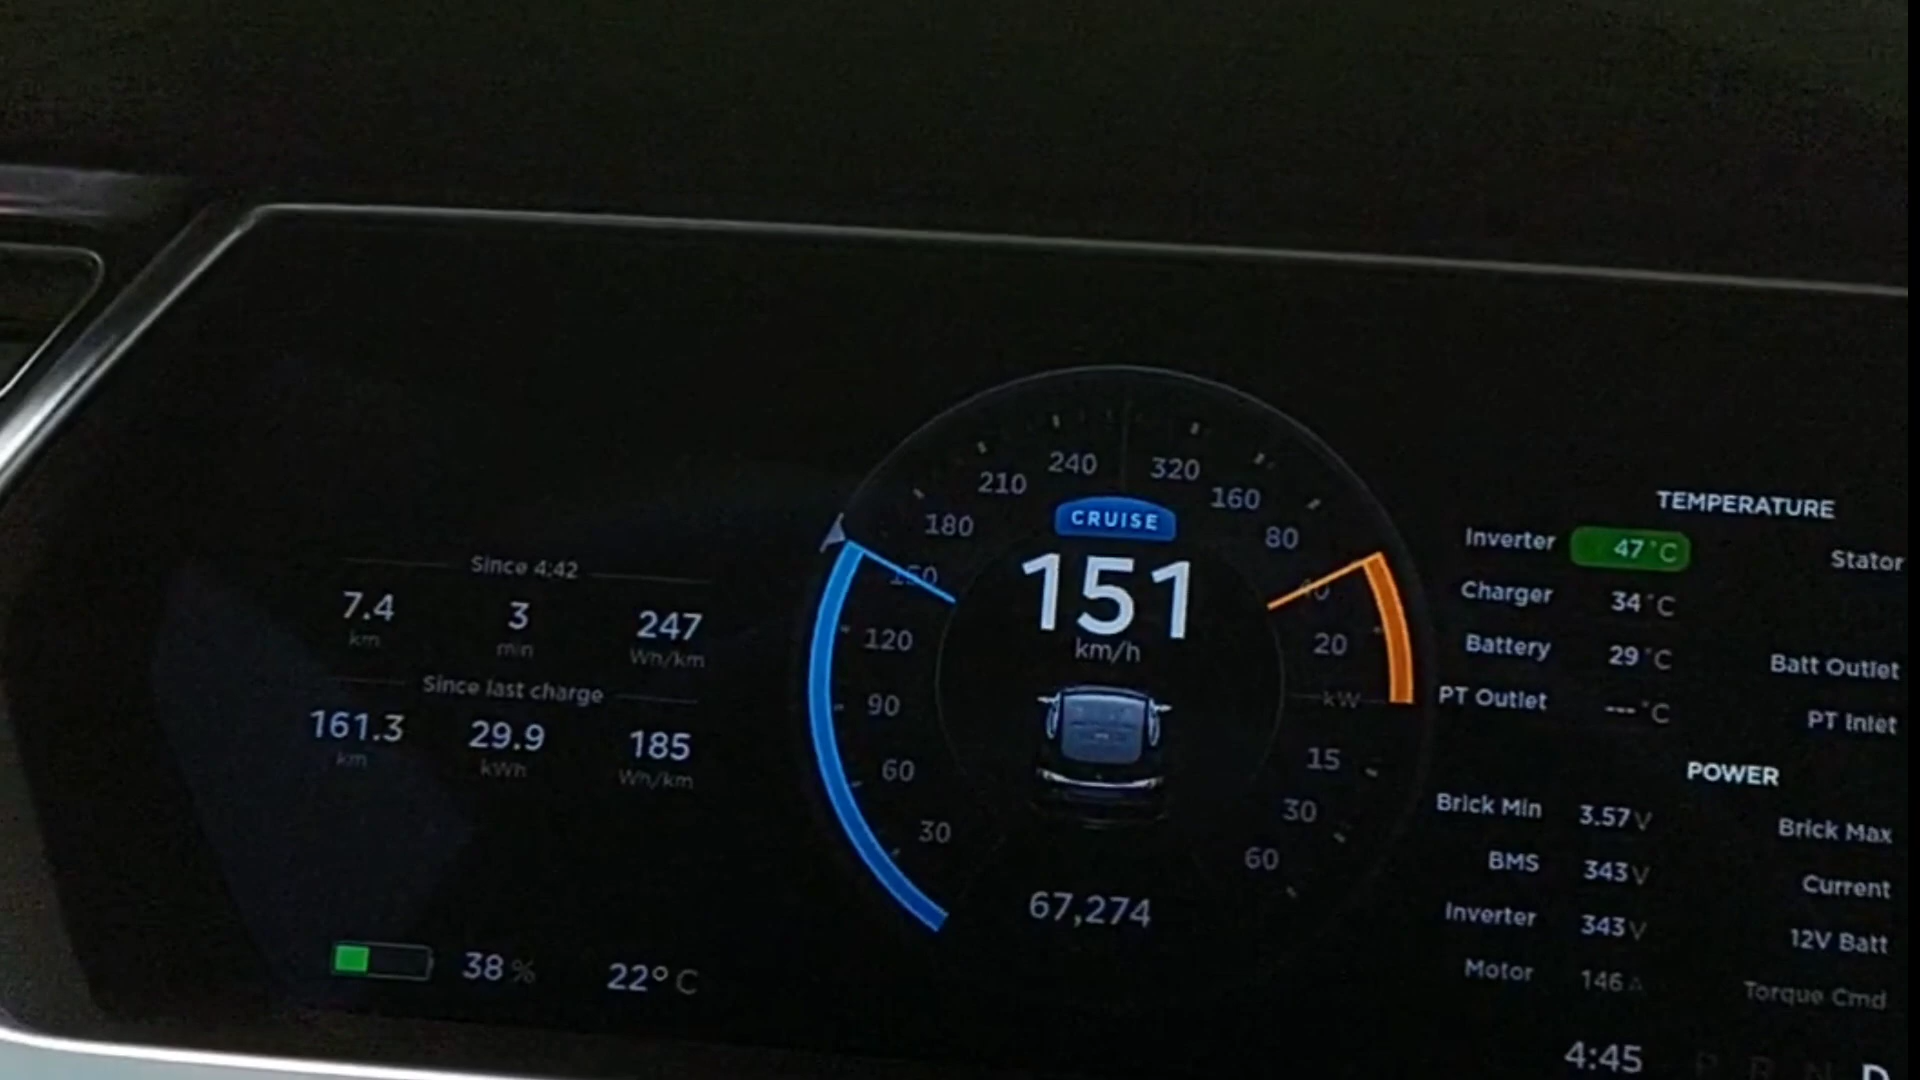 Since 4:42
7.4 3 247
km min Wh/km
Since last charge
161.3 29.9 185
km kWh Wh/km
38 % 22° C
240 320
210 160
180 80
CRUISE
150 40
151
km/h
120 20
90 kW
60 15
30 30
60
67,274
TEMPERATURE
Inverter 47 °C Stator
Charger 34 °C
Battery 29 °C Batt Outlet
PT Outlet --- °C PT Inlet
POWER
Brick Min 3.57 V Brick Max
BMS 343 V Current
Inverter 343 V 12V Batt
Motor 146 A Torque Cmd
4:45 P R N D